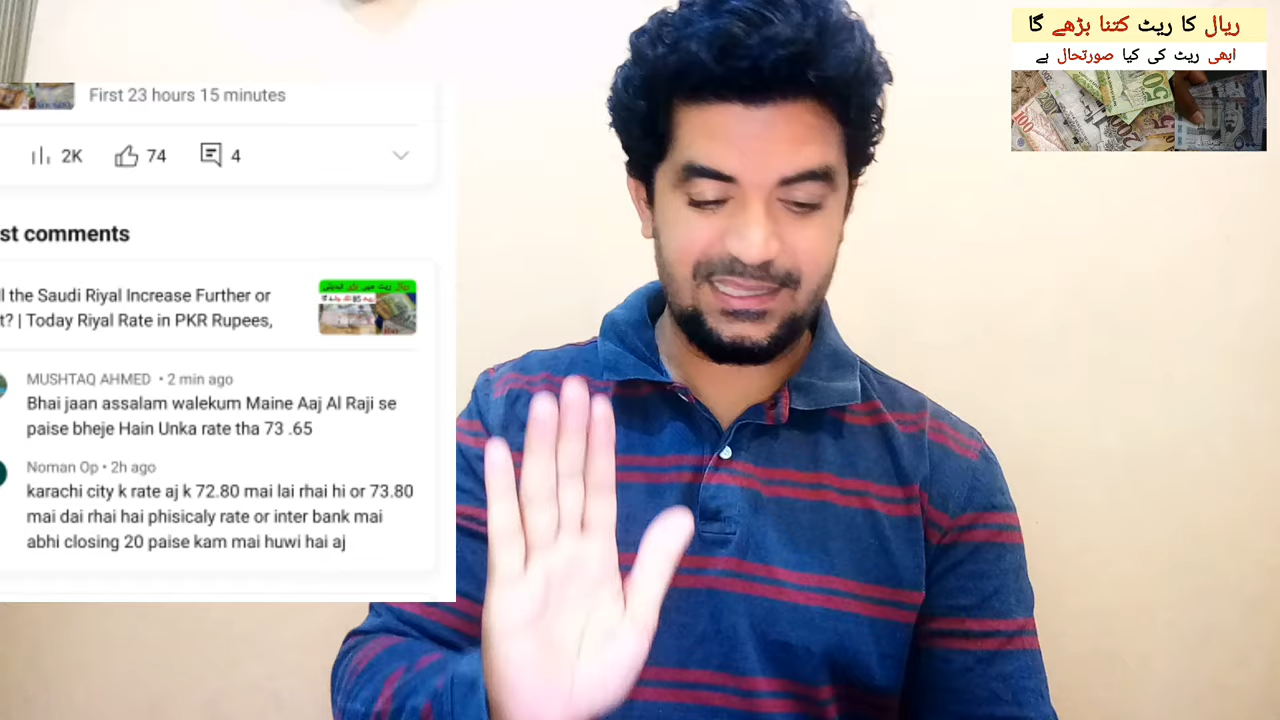 ریال کا ریٹ کتنا بڑھے گا
ابھی ریٹ کی کیا صورتحال ہے
First 23 hours 15 minutes
2K 74 4
st comments
l the Saudi Riyal Increase Further or
t? | Today Riyal Rate in PKR Rupees,
MUSHTAQ AHMED • 2 min ago
Bhai jaan assalam walekum Maine Aaj Al Raji se
paise bheje Hain Unka rate tha 73 .65
Noman Op • 2h ago
karachi city k rate aj k 72.80 mai lai rhai hi or 73.80
mai dai rhai hai phisicaly rate or inter bank mai
abhi closing 20 paise kam mai huwi hai aj